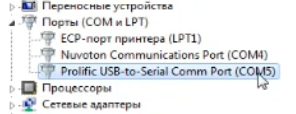 Переносные устройства
Порты (COM и LPT)
ECP-порт принтера (LPT1)
Nuvoton Communications Port (COM4)
Prolific USB-to-Serial Comm Port (COM5)
Процессоры
Сетевые адаптеры